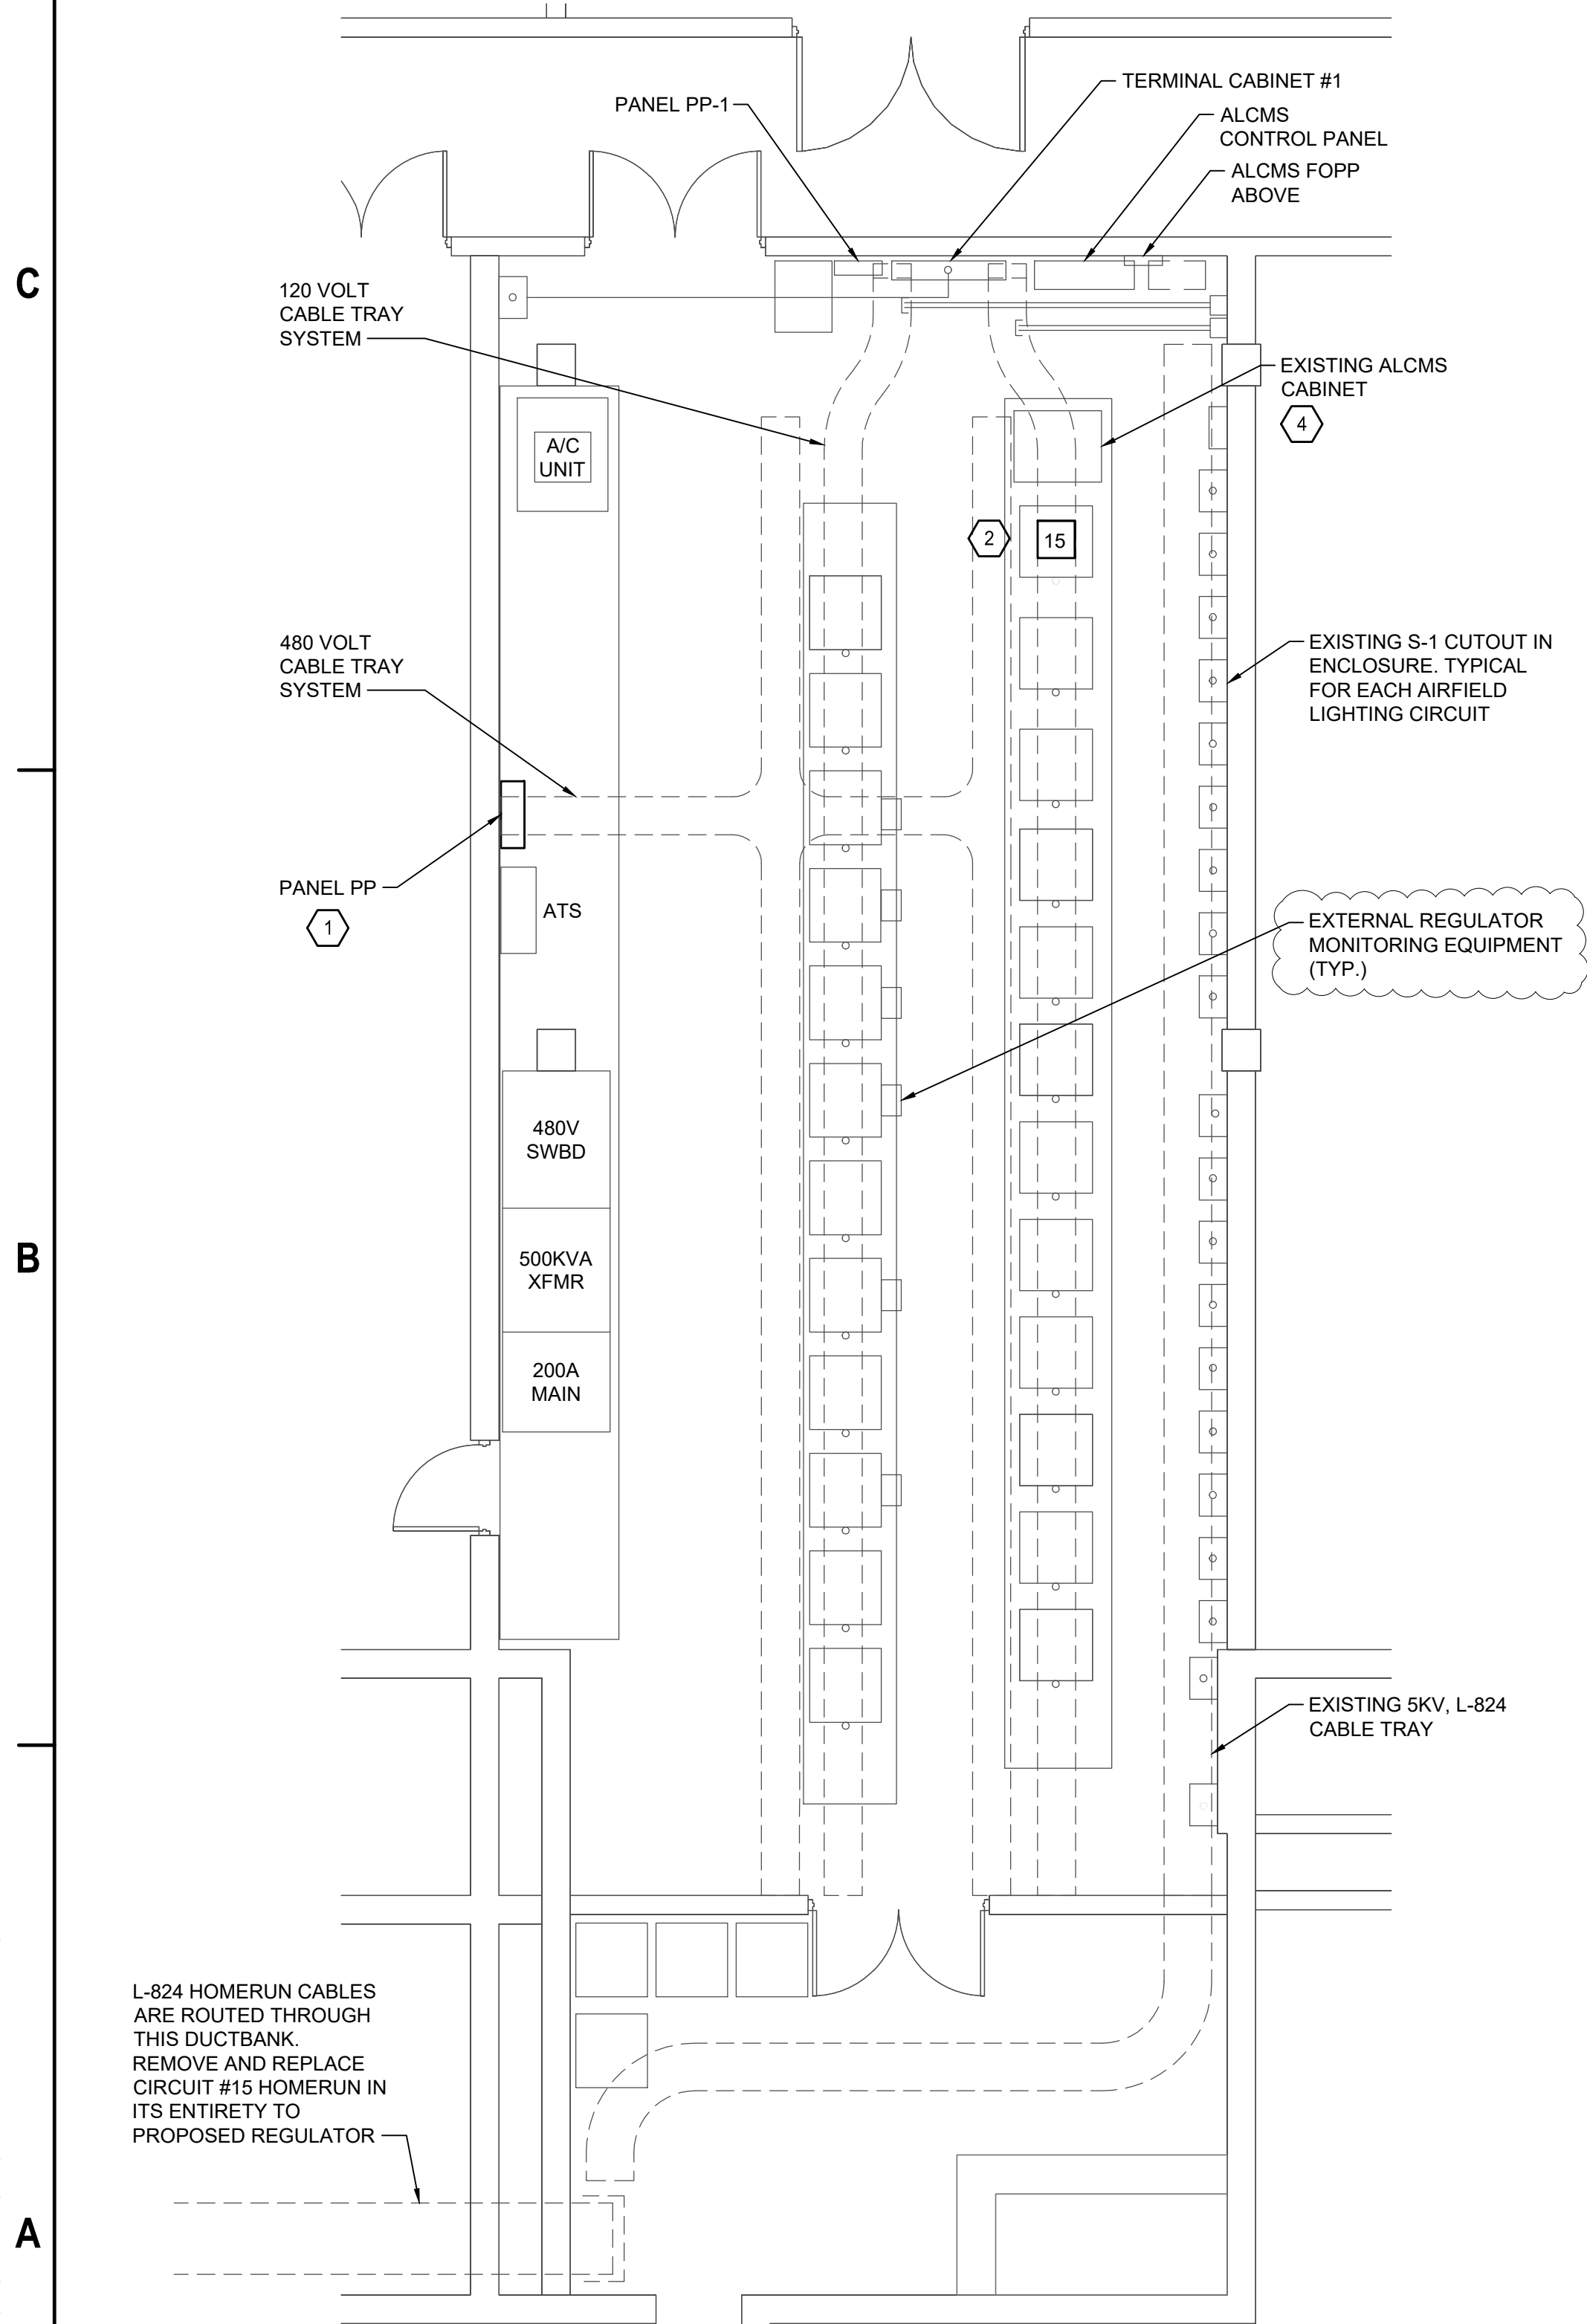 TERMINAL CABINET #1
PANEL PP-1
ALCMS
CONTROL PANEL
ALCMS FOPP
ABOVE
C
120 VOLT
CABLE TRAY
SYSTEM
EXISTING ALCMS
CABINET
4
A/C
UNIT
2
15
480 VOLT
CABLE TRAY
SYSTEM
EXISTING S-1 CUTOUT IN
ENCLOSURE. TYPICAL
FOR EACH AIRFIELD
LIGHTING CIRCUIT
PANEL PP
1
ATS
EXTERNAL REGULATOR
MONITORING EQUIPMENT
(TYP.)
480V
SWBD
B
500KVA
XFMR
200A
MAIN
EXISTING 5KV, L-824
CABLE TRAY
L-824 HOMERUN CABLES
ARE ROUTED THROUGH
THIS DUCTBANK.
REMOVE AND REPLACE
CIRCUIT #15 HOMERUN IN
ITS ENTIRETY TO
PROPOSED REGULATOR
A